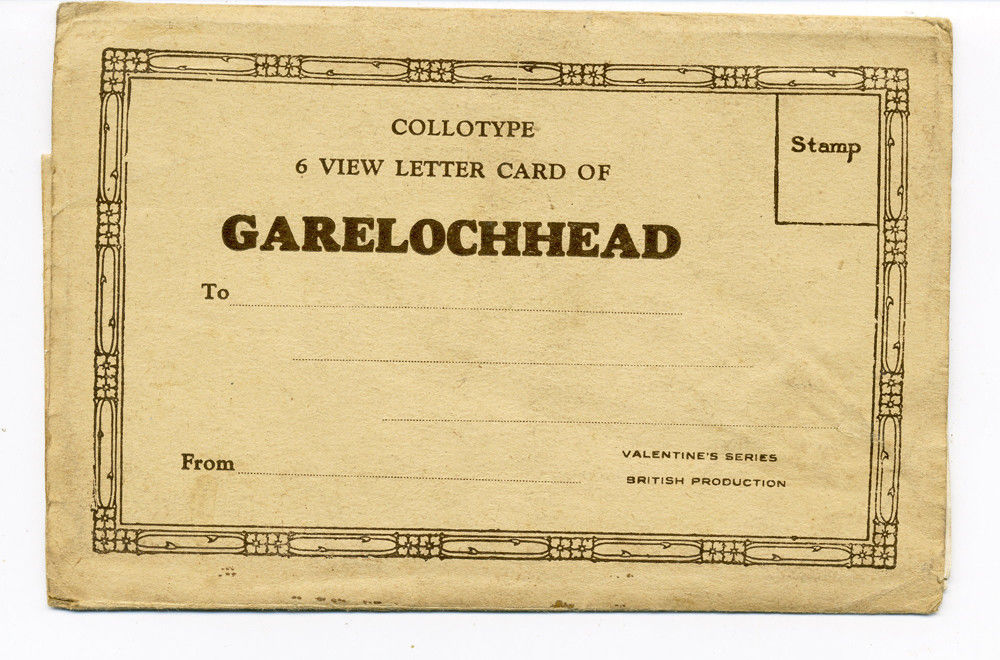 COLLOTYPE
6 VIEW LETTER CARD OF
GARELOCHHEAD
Stamp
To
From
VALENTINE'S SERIES
BRITISH PRODUCTION